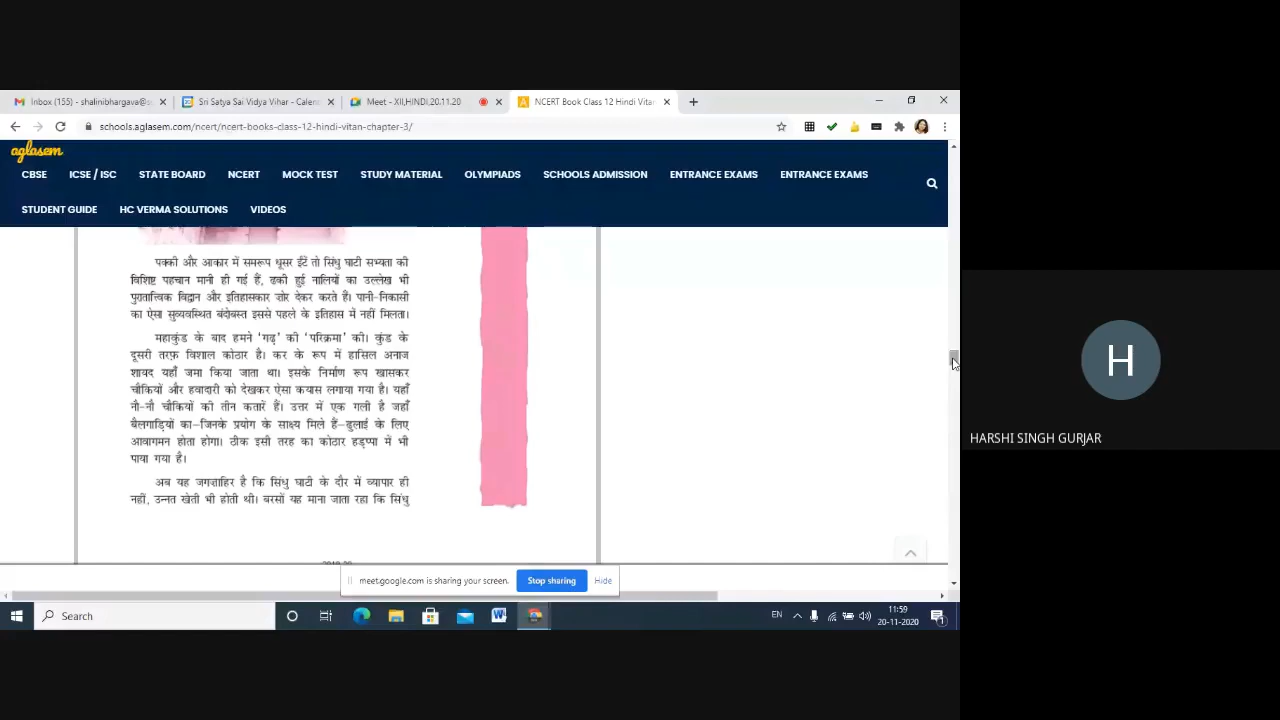 Inbox (155) - shalinibhargava@s
Sri Satya Sai Vidya Vihar - Calen
Meet - XII,HINDI,20.11.20
NCERT Book Class 12 Hindi Vitan
schools.aglasem.com/ncert/ncert-books-class-12-hindi-vitan-chapter-3/
aglasem
CBSE ICSE / ISC STATE BOARD NCERT MOCK TEST STUDY MATERIAL OLYMPIADS SCHOOLS ADMISSION ENTRANCE EXAMS ENTRANCE EXAMS
STUDENT GUIDE HC VERMA SOLUTIONS VIDEOS
पक्की और आकार में समरूप धूसर ईंटें तो सिंधु घाटी सभ्यता की
विशिष्ट पहचान मानी ही गई हैं, ढकी हुई नालियों का उल्लेख भी
पुरातात्त्विक विद्वान और इतिहासकार ज़ोर देकर करते हैं। पानी-निकासी
का ऐसा सुव्यवस्थित बंदोबस्त इससे पहले के इतिहास में नहीं मिलता।
महाकुंड के बाद हमने 'गढ़' की 'परिक्रमा' की। कुंड के
दूसरी तरफ़ विशाल कोठार है। कर के रूप में हासिल अनाज
शायद यहाँ जमा किया जाता था। इसके निर्माण रूप खासकर
चौकियों और हवादारी को देखकर ऐसा कयास लगाया गया है। यहाँ
नौ-नौ चौकियों की तीन कतारें हैं। उत्तर में एक गली है जहाँ
बैलगाड़ियों का–जिनके प्रयोग के साक्ष्य मिले हैं–ढुलाई के लिए
आवागमन होता होगा। ठीक इसी तरह का कोठार हड़प्पा में भी
पाया गया है।
अब यह जगज़ाहिर है कि सिंधु घाटी के दौर में व्यापार ही
नहीं, उन्नत खेती भी होती थी। बरसों यह माना जाता रहा कि सिंधु
meet.google.com is sharing your screen. Stop sharing Hide
Search
EN
11:59
20-11-2020
1
H
HARSHI SINGH GURJAR